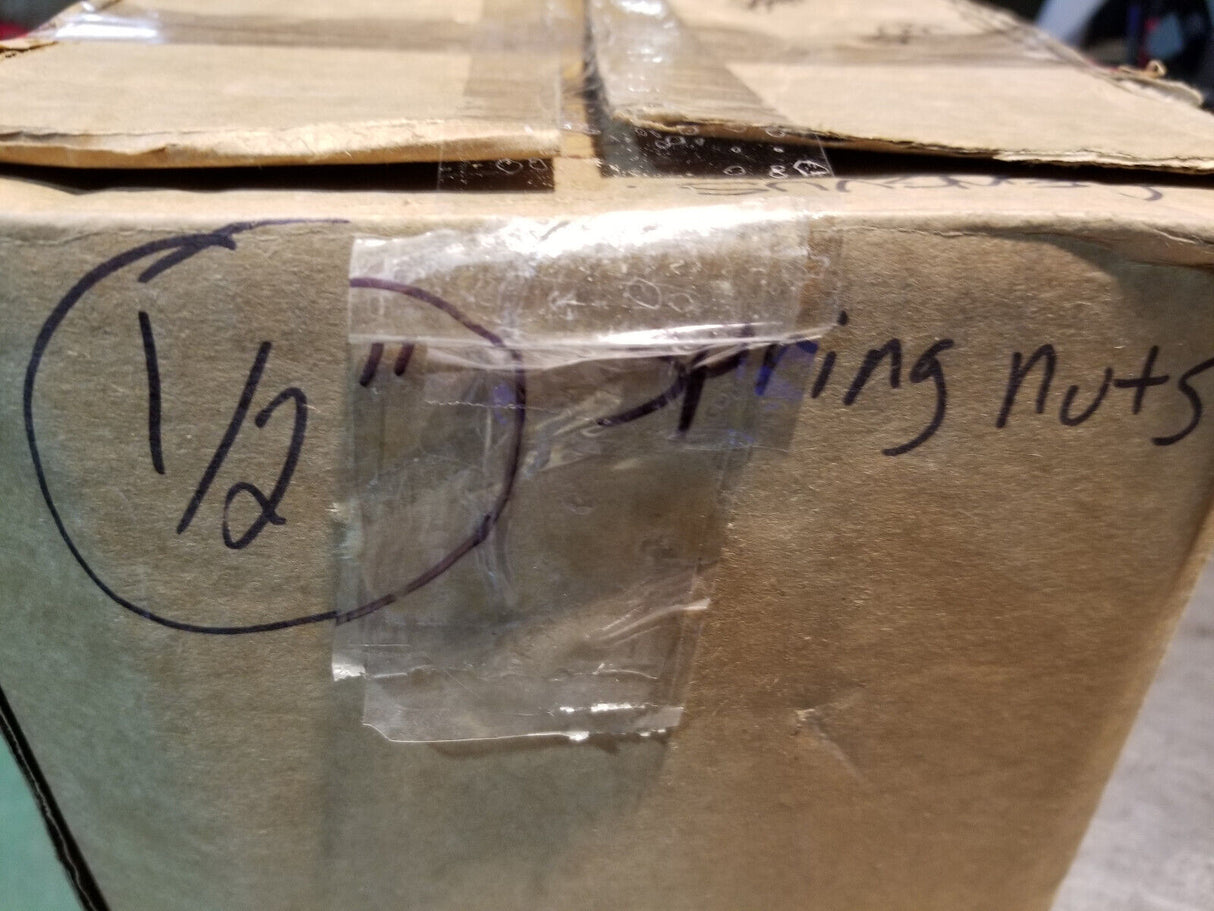 1/2" spring nuts